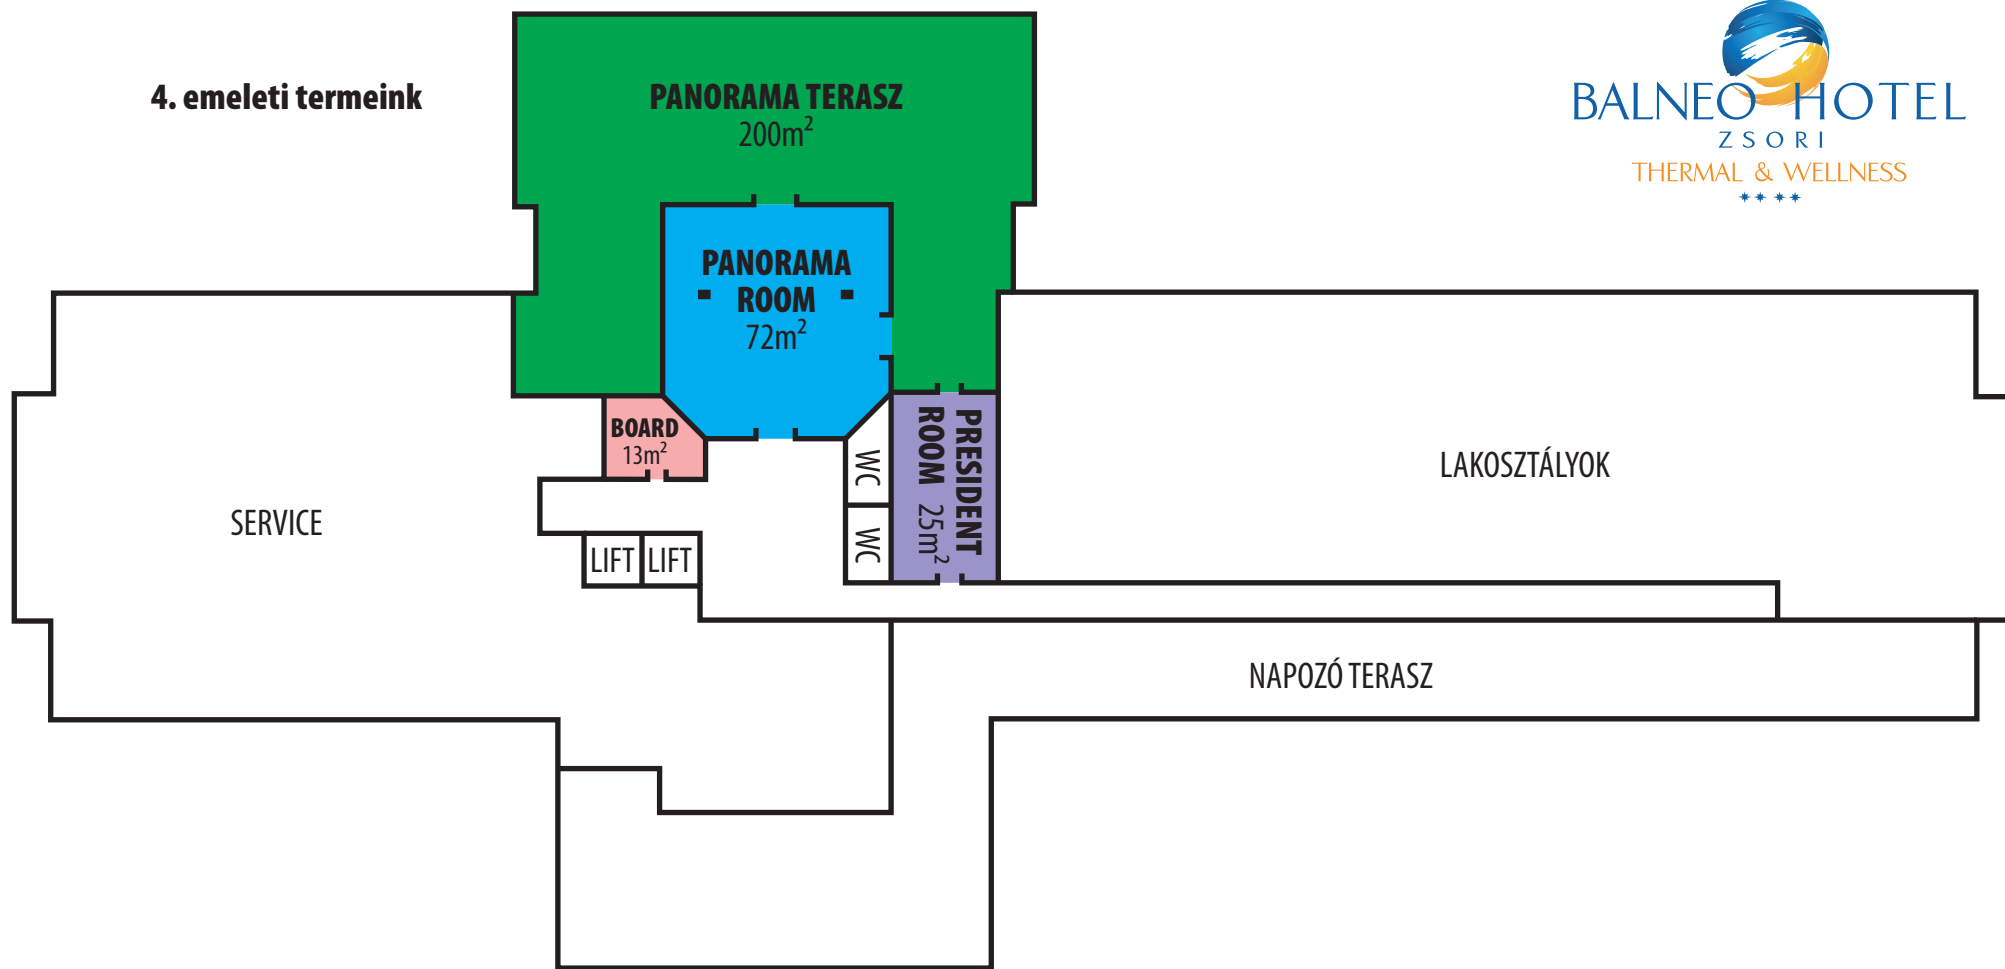 4. emeleti termeink
PANORAMA TERASZ
200m²
BALNEO HOTEL
ZSORI
THERMAL & WELLNESS
PANORAMA
ROOM
72m²
BOARD
13m²
WC
WC
PRESIDENT
ROOM 25m²
LAKOSZTÁLYOK
SERVICE
LIFT
LIFT
NAPOZÓ TERASZ